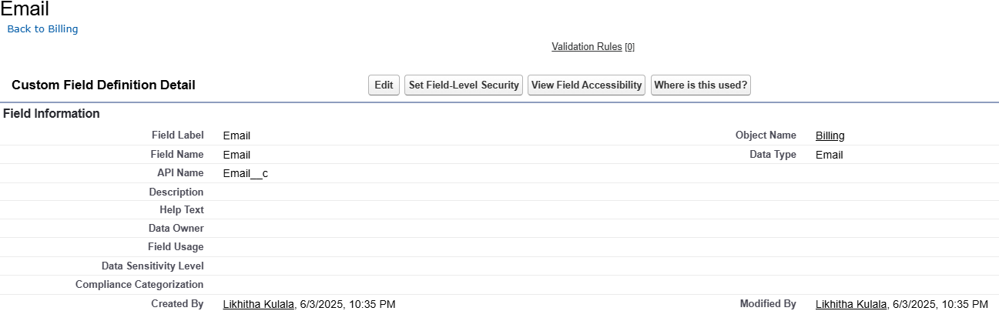 Email
Back to Billing
Validation Rules [0]
Custom Field Definition Detail Edit Set Field-Level Security View Field Accessibility Where is this used?
Field Information
Field Label Email Object Name Billing
Field Name Email Data Type Email
API Name Email__c
Description
Help Text
Data Owner
Field Usage
Data Sensitivity Level
Compliance Categorization
Created By Likhitha Kulala, 6/3/2025, 10:35 PM Modified By Likhitha Kulala, 6/3/2025, 10:35 PM